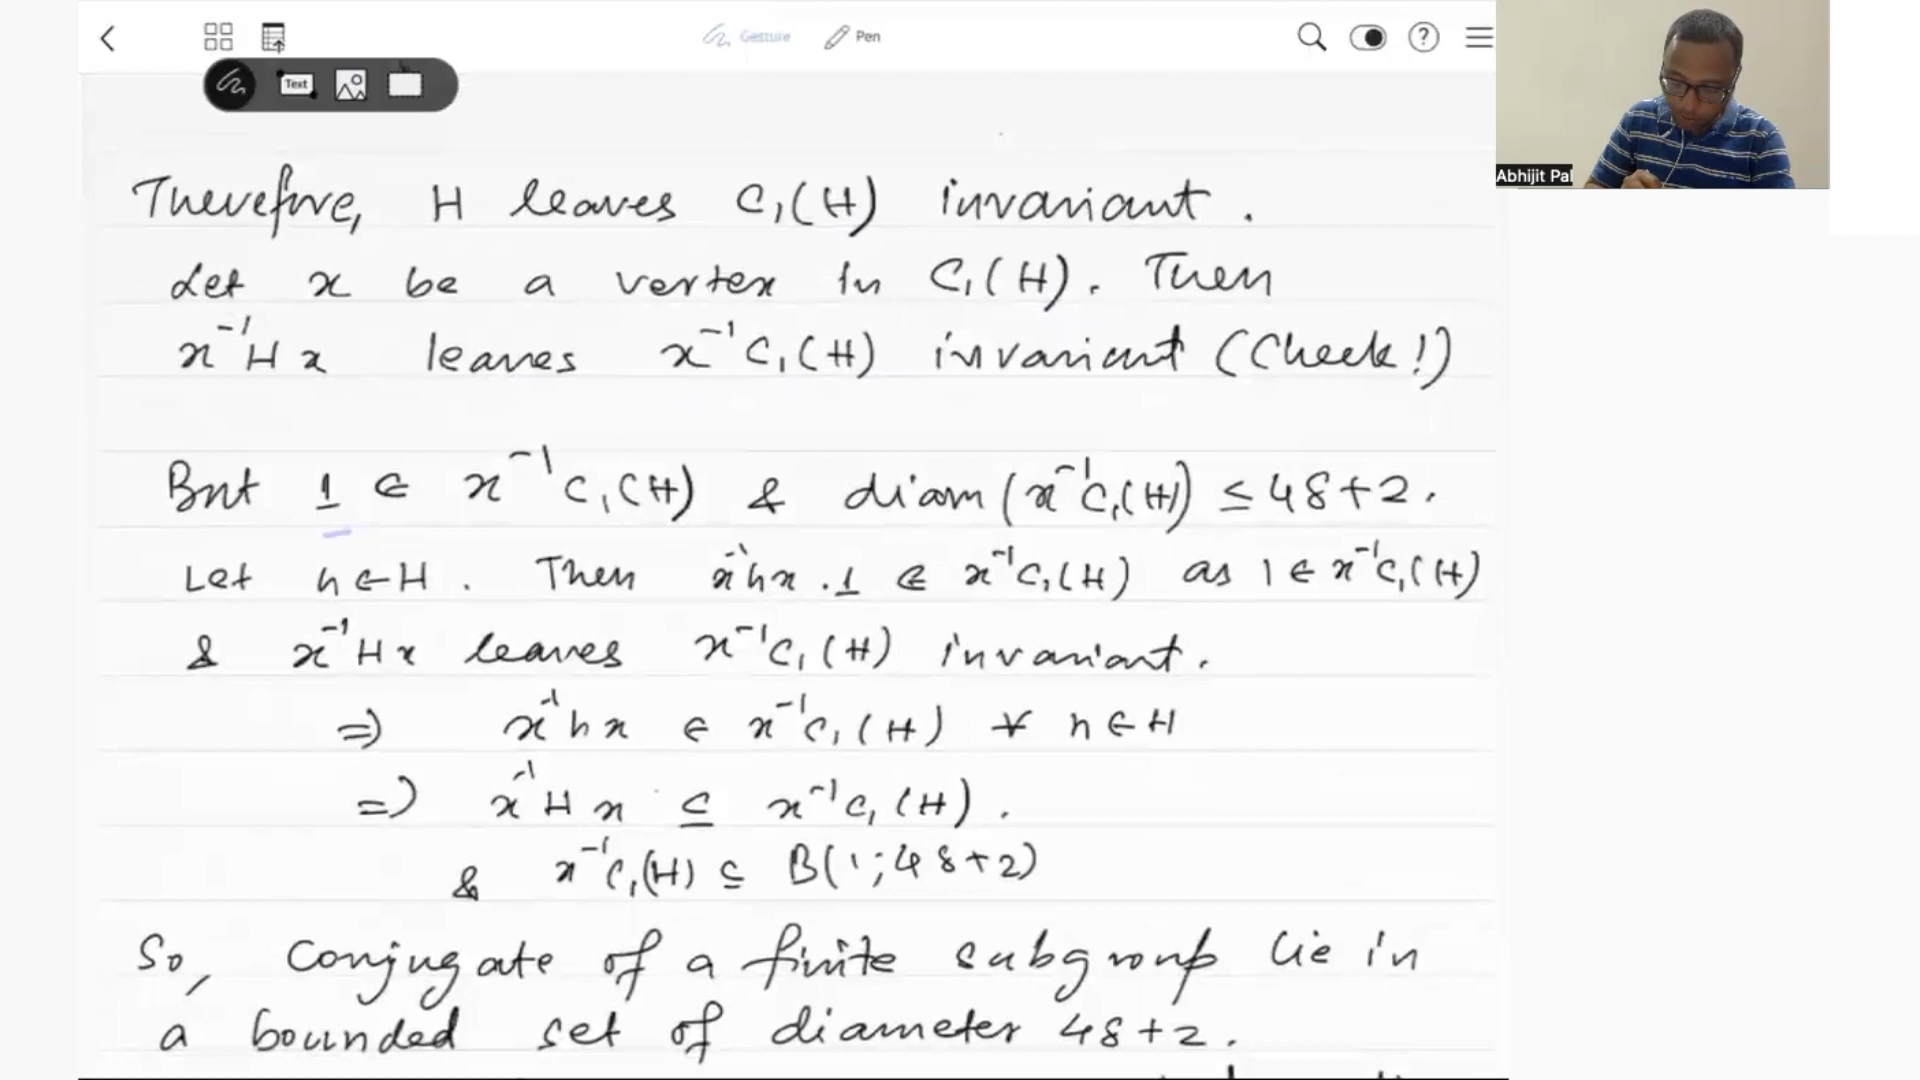 Gesture Pen
Text
Abhijit Pal
Therefore, H leaves C₁(H) invariant.
Let x be a vertex in C₁(H). Then
x⁻¹Hx leaves x⁻¹C₁(H) invariant (Check!)
But 1 ∈ x⁻¹C₁(H) & diam(x⁻¹C₁(H)) ≤ 4δ+2.
Let h∈H. Then x⁻¹hx.1 ∈ x⁻¹C₁(H) as 1 ∈ x⁻¹C₁(H)
& x⁻¹Hx leaves x⁻¹C₁(H) invariant.
⇒ x⁻¹hx ∈ x⁻¹C₁(H) ∀ h∈H
⇒ x⁻¹Hx ⊆ x⁻¹C₁(H).
& x⁻¹C₁(H) ⊆ B(1;4δ+2)
So, Conjugate of a finite subgroup lie in
a bounded set of diameter 4δ+2.